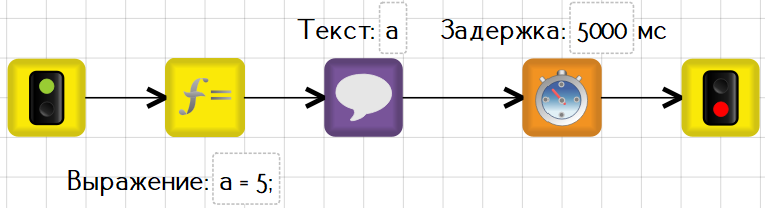 Текст: a Задержка: 5000 мс
Выражение: a = 5;